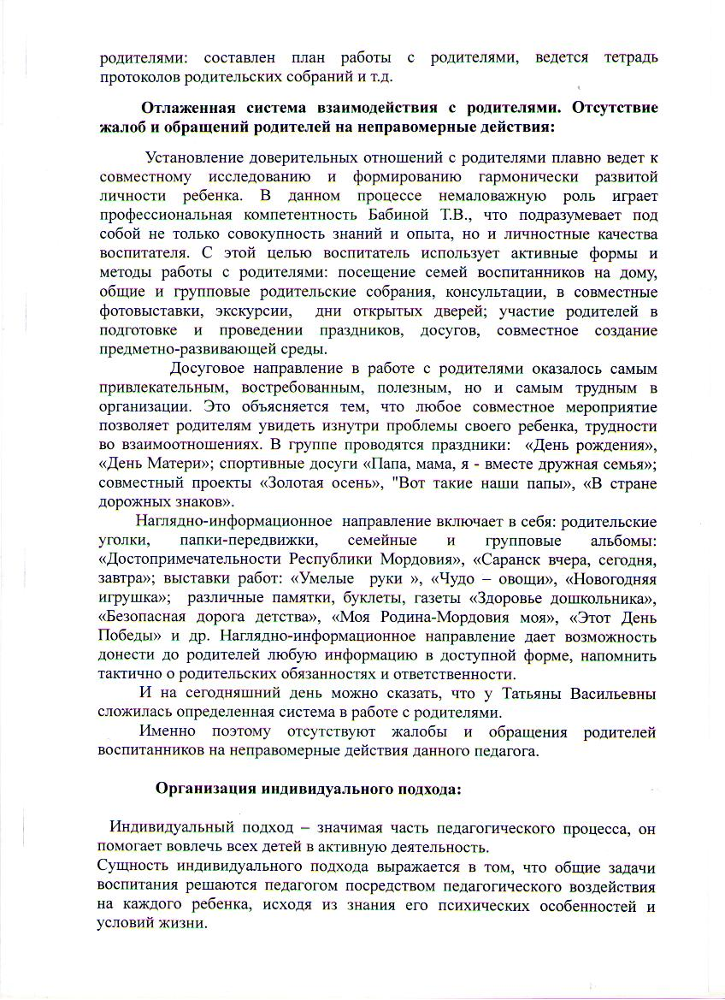 родителями: составлен план работы с родителями, ведется тетрадь
протоколов родительских собраний и т.д.
Отлаженная система взаимодействия с родителями. Отсутствие
жалоб и обращений родителей на неправомерные действия:
Установление доверительных отношений с родителями плавно ведет к
совместному исследованию и формированию гармонически развитой
личности ребенка. В данном процессе немаловажную роль играет
профессиональная компетентность Бабиной Т.В., что подразумевает под
собой не только совокупность знаний и опыта, но и личностные качества
воспитателя. С этой целью воспитатель использует активные формы и
методы работы с родителями: посещение семей воспитанников на дому,
общие и групповые родительские собрания, консультации, в совместные
фотовыставки, экскурсии, дни открытых дверей; участие родителей в
подготовке и проведении праздников, досугов, совместное создание
предметно-развивающей среды.
Досуговое направление в работе с родителями оказалось самым
привлекательным, востребованным, полезным, но и самым трудным в
организации. Это объясняется тем, что любое совместное мероприятие
позволяет родителям увидеть изнутри проблемы своего ребенка, трудности
во взаимоотношениях. В группе проводятся праздники: «День рождения»,
«День Матери»; спортивные досуги «Папа, мама, я - вместе дружная семья»;
совместный проекты «Золотая осень», "Вот такие наши папы», «В стране
дорожных знаков».
Наглядно-информационное направление включает в себя: родительские
уголки, папки-передвижки, семейные и групповые альбомы:
«Достопримечательности Республики Мордовия», «Саранск вчера, сегодня,
завтра»; выставки работ: «Умелые руки », «Чудо – овощи», «Новогодняя
игрушка»; различные памятки, буклеты, газеты «Здоровье дошкольника»,
«Безопасная дорога детства», «Моя Родина-Мордовия моя», «Этот День
Победы» и др. Наглядно-информационное направление дает возможность
донести до родителей любую информацию в доступной форме, напомнить
тактично о родительских обязанностях и ответственности.
И на сегодняшний день можно сказать, что у Татьяны Васильевны
сложилась определенная система в работе с родителями.
Именно поэтому отсутствуют жалобы и обращения родителей
воспитанников на неправомерные действия данного педагога.
Организация индивидуального подхода:
Индивидуальный подход – значимая часть педагогического процесса, он
помогает вовлечь всех детей в активную деятельность.
Сущность индивидуального подхода выражается в том, что общие задачи
воспитания решаются педагогом посредством педагогического воздействия
на каждого ребенка, исходя из знания его психических особенностей и
условий жизни.